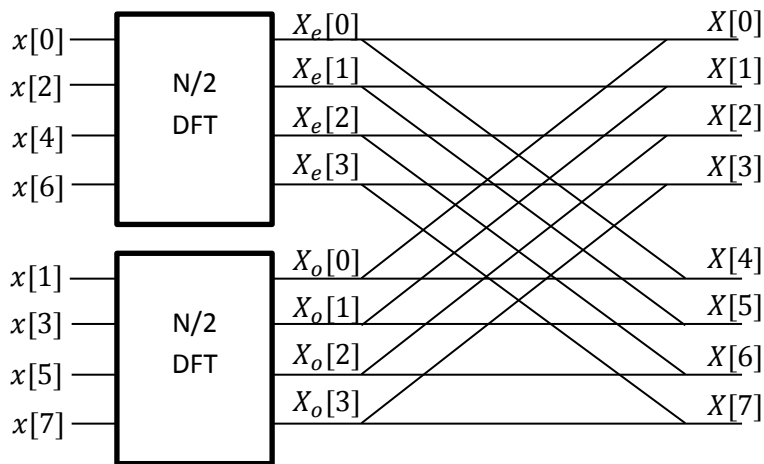 x[0]
x[2]
x[4]
x[6]
N/2
DFT
X_e[0]
X_e[1]
X_e[2]
X_e[3]
X[0]
X[1]
X[2]
X[3]
x[1]
x[3]
x[5]
x[7]
N/2
DFT
X_o[0]
X_o[1]
X_o[2]
X_o[3]
X[4]
X[5]
X[6]
X[7]